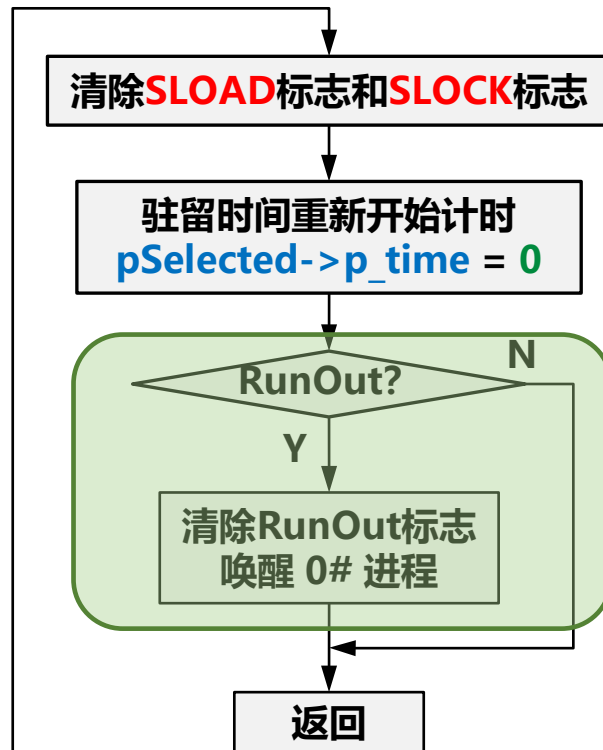 清除SLOAD标志和SLOCK标志
驻留时间重新开始计时
pSelected->p_time = 0
RunOut?
N
Y
清除RunOut标志
唤醒 0# 进程
返回